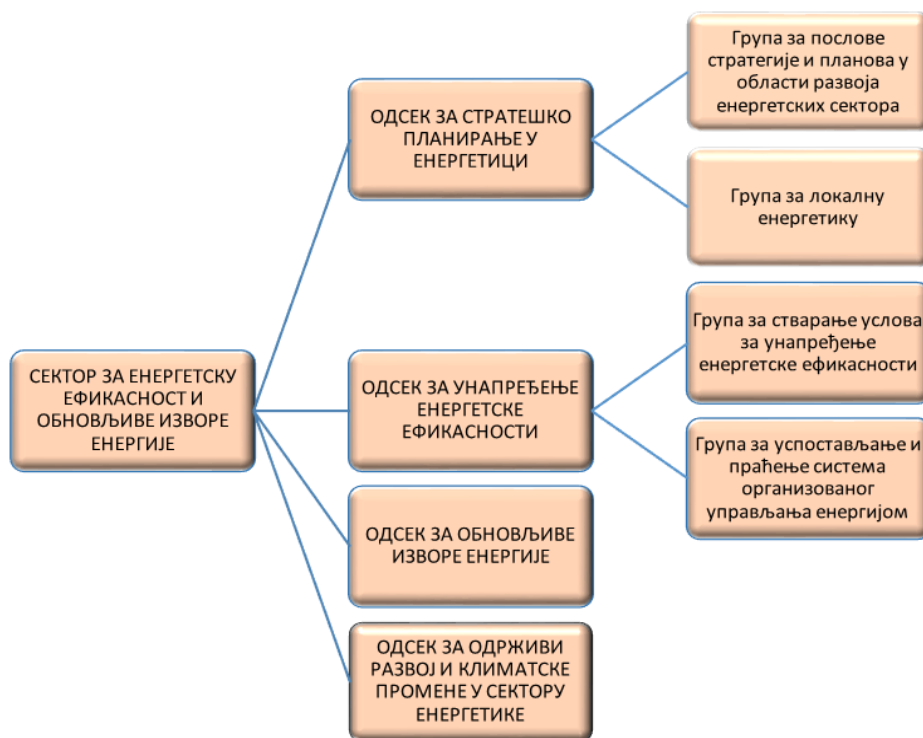 Група за послове
стратегије и планова у
области развоја
енергетских сектора
ОДСЕК ЗА СТРАТЕШКО
ПЛАНИРАЊЕ У
ЕНЕРГЕТИЦИ
Група за локалну
енергетику
Група за стварање услова
за унапређење
енергетске ефикасности
СЕКТОР ЗА ЕНЕРГЕТСКУ
ЕФИКАСНОСТ И
ОБНОВЉИВЕ ИЗВОРЕ
ЕНЕРГИЈЕ
ОДСЕК ЗА УНАПРЕЂЕЊЕ
ЕНЕРГЕТСКЕ
ЕФИКАСНОСТИ
Група за успостављање и
праћење система
организованог
управљања енергијом
ОДСЕК ЗА ОБНОВЉИВЕ
ИЗВОРЕ ЕНЕРГИЈЕ
ОДСЕК ЗА ОДРЖИВИ
РАЗВОЈ И КЛИМАТСКЕ
ПРОМЕНЕ У СЕКТОРУ
ЕНЕРГЕТИКЕ